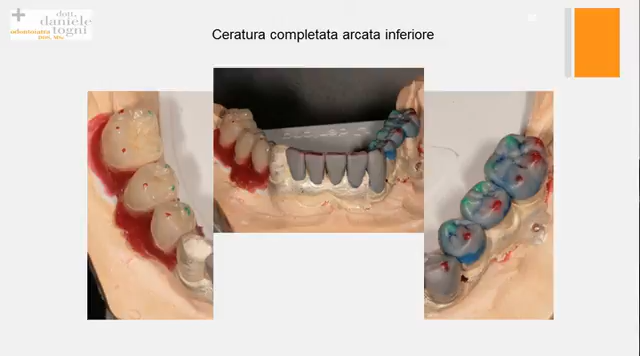 dott.
daniele
togni
odontoiatra
Ceratura completata arcata inferiore